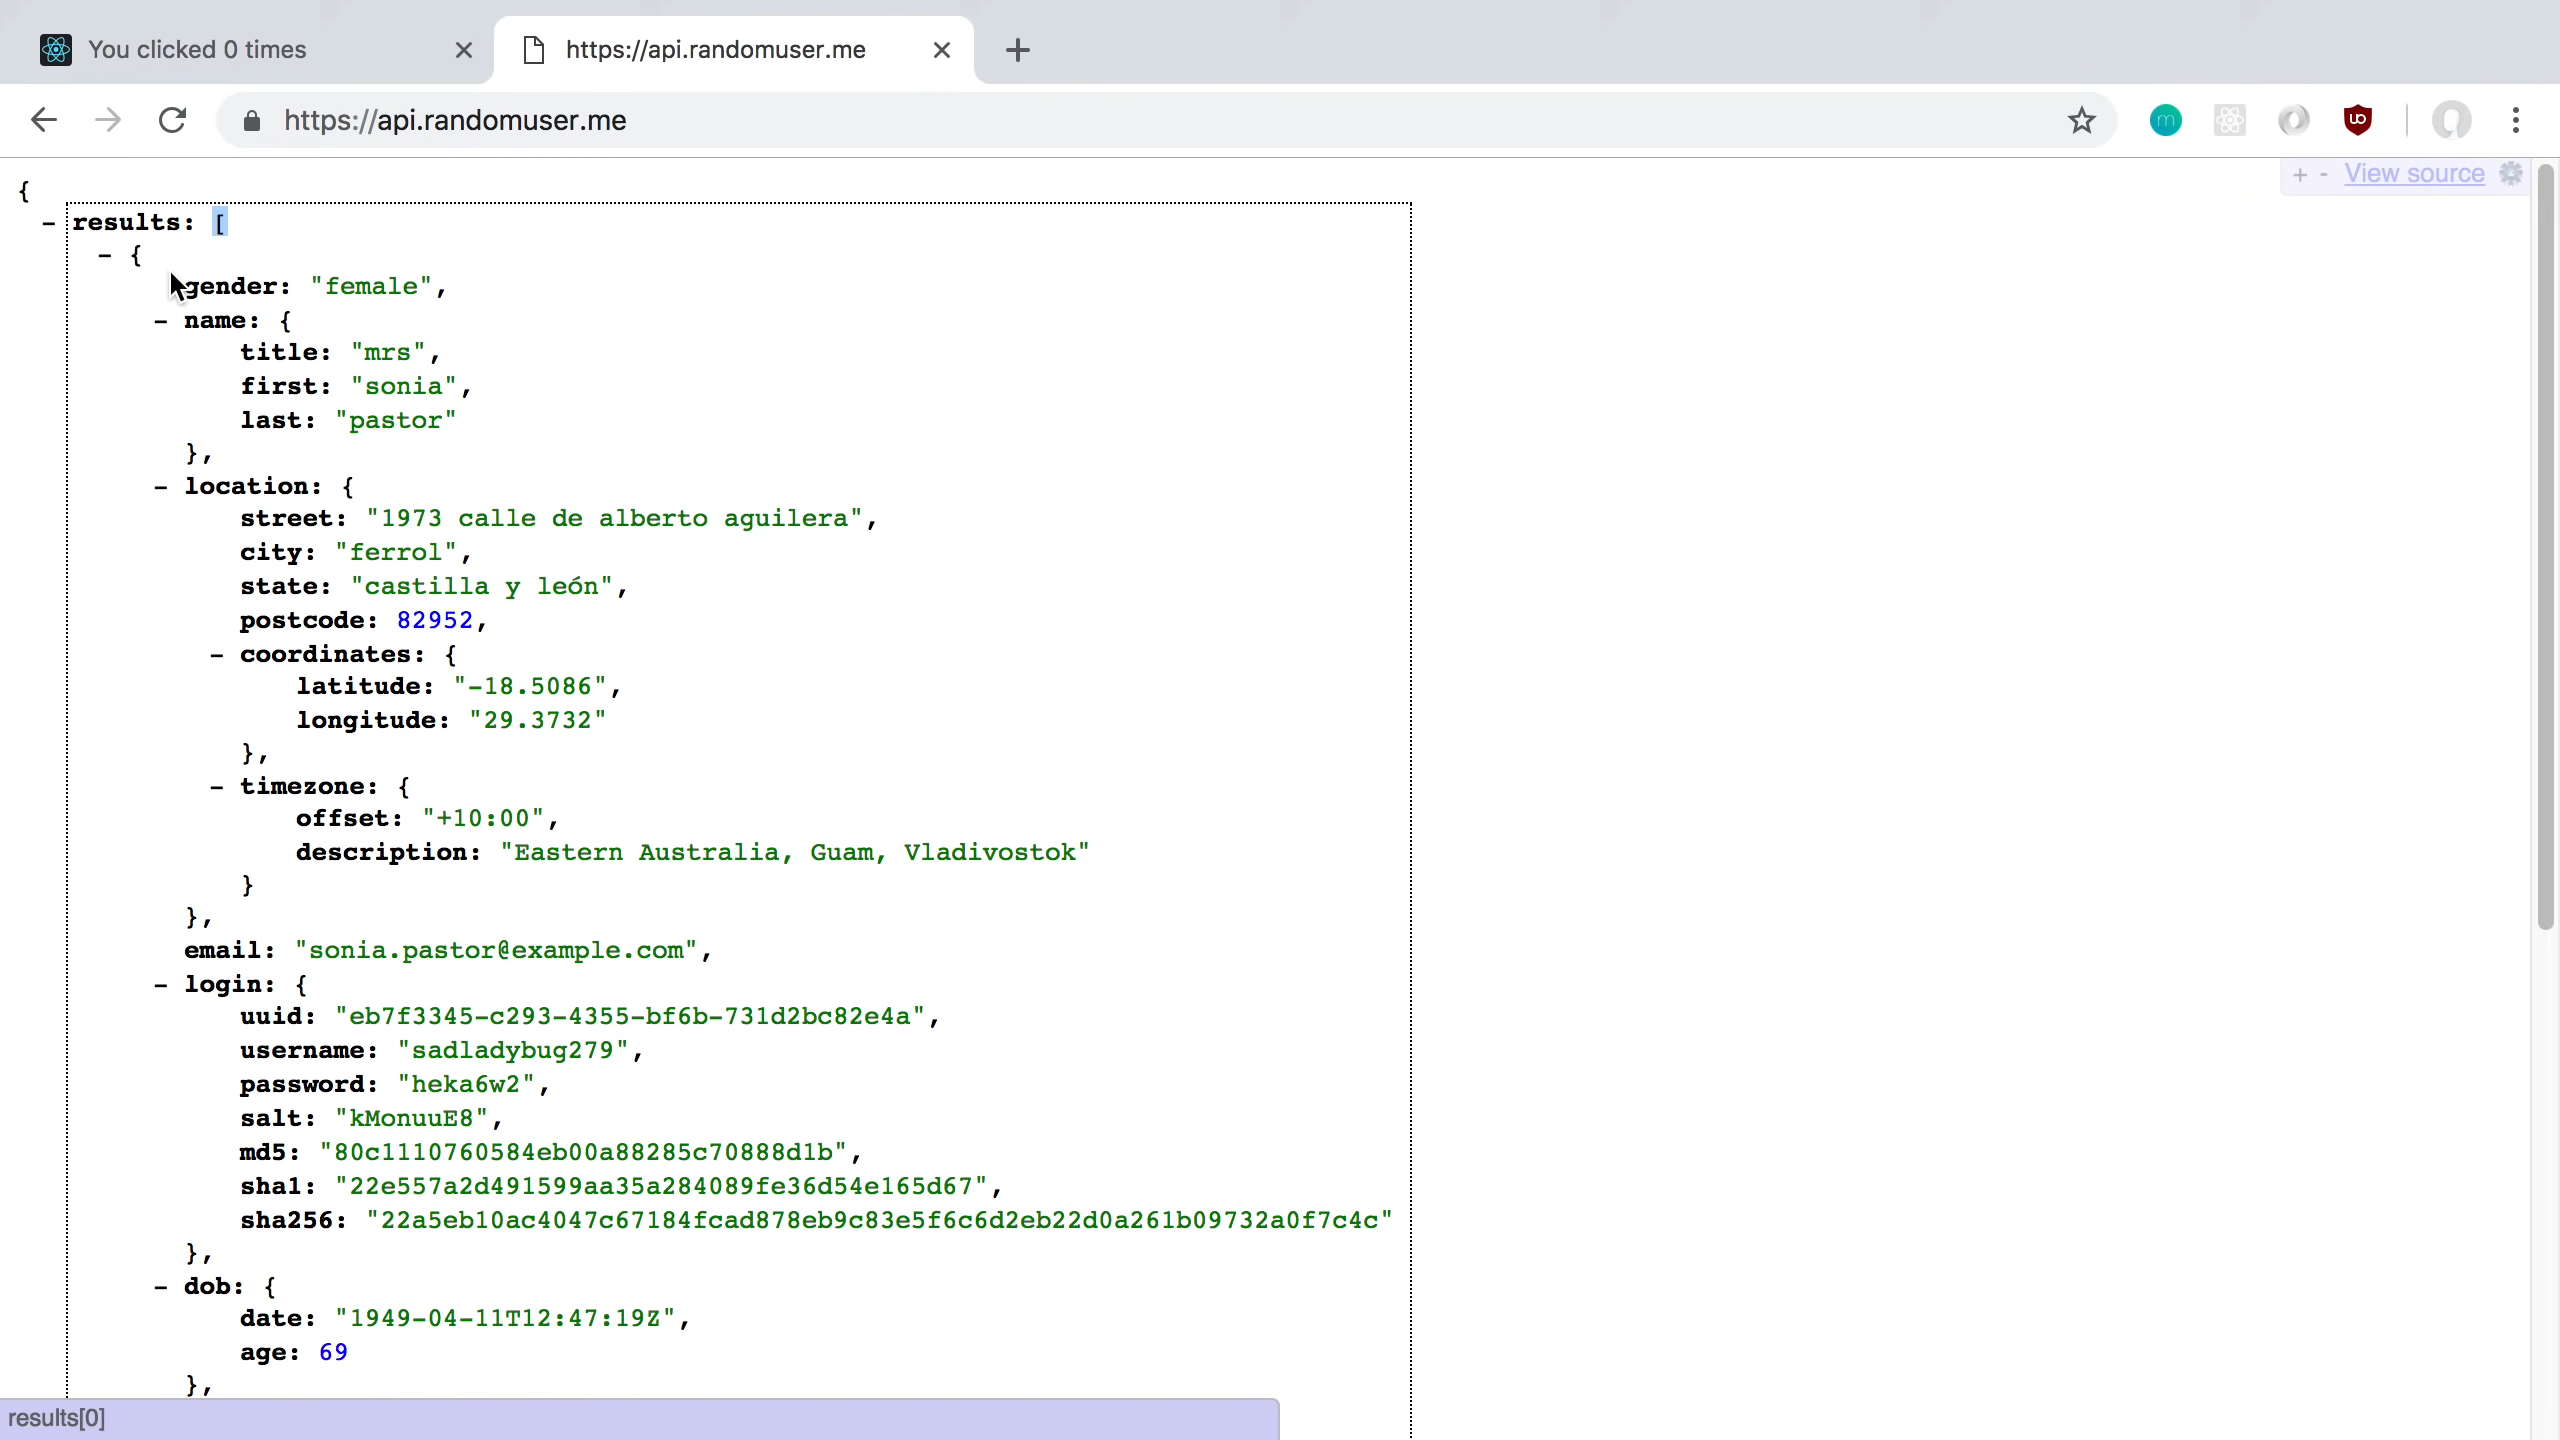 You clicked 0 times
https://api.randomuser.me
https://api.randomuser.me
+ - View source
{
- results: [
- {
gender: "female",
- name: {
title: "mrs",
first: "sonia",
last: "pastor"
},
- location: {
street: "1973 calle de alberto aguilera",
city: "ferrol",
state: "castilla y león",
postcode: 82952,
- coordinates: {
latitude: "-18.5086",
longitude: "29.3732"
},
- timezone: {
offset: "+10:00",
description: "Eastern Australia, Guam, Vladivostok"
}
},
email: "sonia.pastor@example.com",
- login: {
uuid: "eb7f3345-c293-4355-bf6b-731d2bc82e4a",
username: "sadladybug279",
password: "heka6w2",
salt: "kMonuuE8",
md5: "80c1110760584eb00a88285c70888d1b",
sha1: "22e557a2d491599aa35a284089fe36d54e165d67",
sha256: "22a5eb10ac4047c67184fcad878eb9c83e5f6c6d2eb22d0a261b09732a0f7c4c"
},
- dob: {
date: "1949-04-11T12:47:19Z",
age: 69
},
results[0]